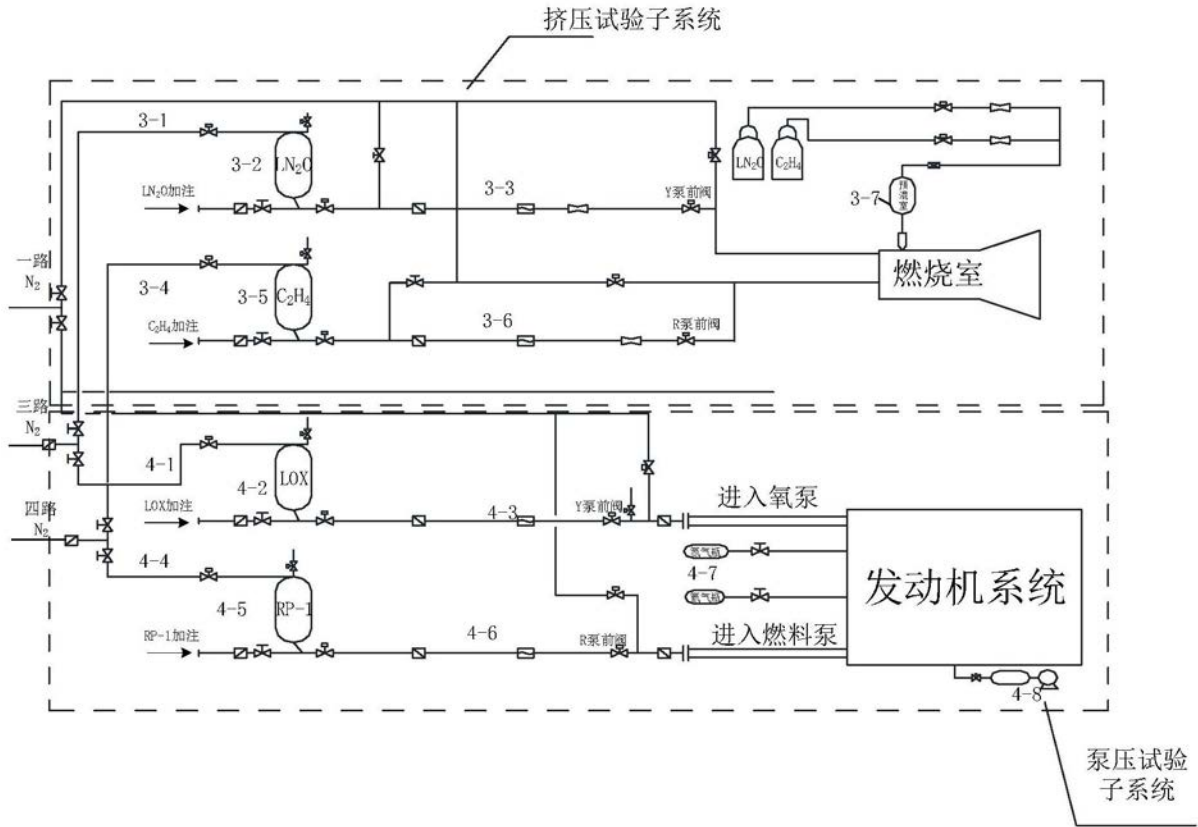 挤压试验子系统
3-1
3-2
LN₂O
LN₂O加注
3-3
Y泵前阀
LN₂O
C₂H₄
预混室
3-7
一路
N₂
3-4
3-5
C₂H₄
C₂H₄加注
3-6
R泵前阀
燃烧室
三路
N₂
4-1
4-2
LOX
LOX加注
4-3
Y泵前阀
进入氧泵
四路
N₂
4-4
4-5
RP-1
RP-1加注
4-6
R泵前阀
4-7
进入燃料泵
发动机系统
4-8
泵压试验
子系统